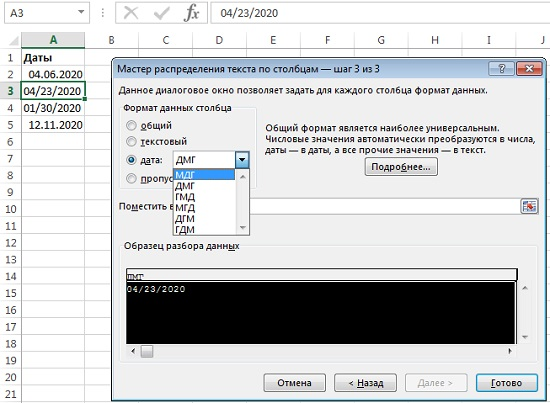 A3
fx
04/23/2020
A B C D E F G H I J
1 Даты
2 04.06.2020
3 04/23/2020
4 01/30/2020
5 12.11.2020
6
7
8
9
10
11
12
13
14
15
16
17
18
19
20
21
Мастер распределения текста по столбцам — шаг 3 из 3
Данное диалоговое окно позволяет задать для каждого столбца формат данных.
Формат данных столбца
общий
текстовый
дата: ДМГ
МДГ
ДМГ
ГМД
МГД
ДГМ
ГДМ
пропус
Общий формат является наиболее универсальным.
Числовые значения автоматически преобразуются в числа,
даты — в даты, а все прочие значения — в текст.
Подробнее...
Поместить в
Образец разбора данных
ДМГ
04/23/2020
Отмена
< Назад
Далее >
Готово